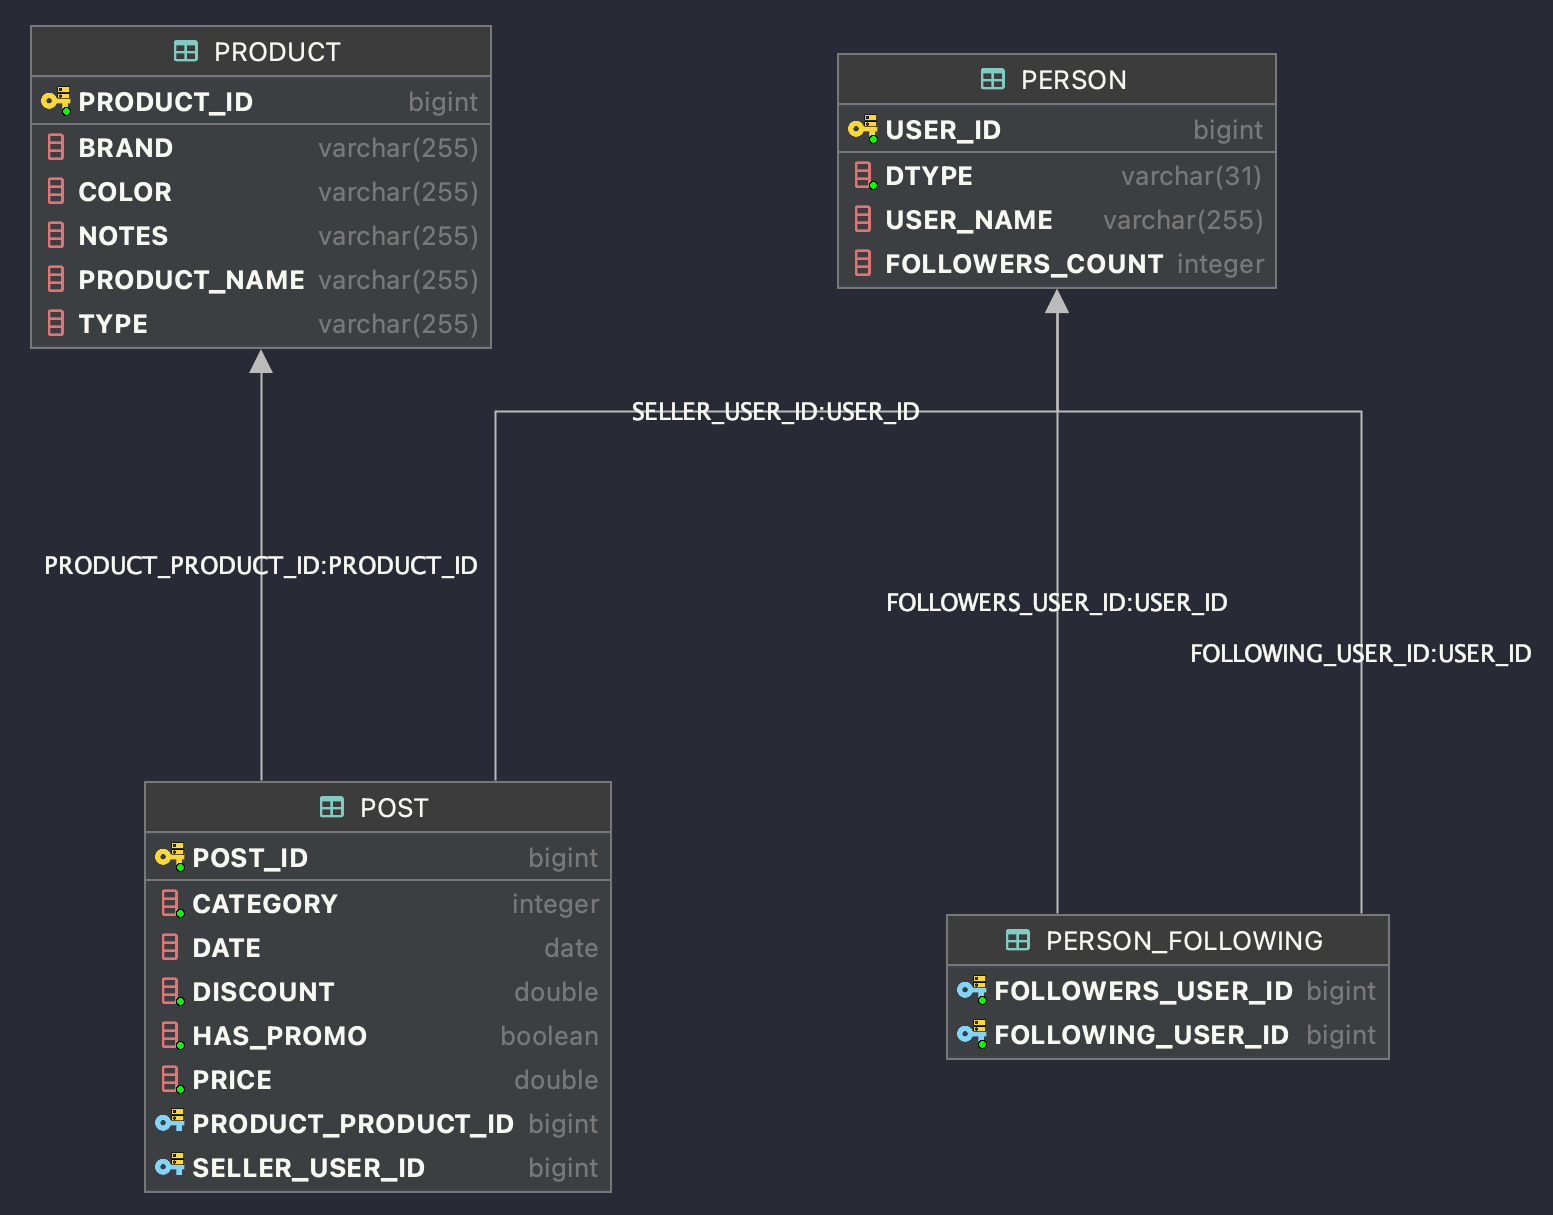 PRODUCT
PRODUCT_ID bigint
BRAND varchar(255)
COLOR varchar(255)
NOTES varchar(255)
PRODUCT_NAME varchar(255)
TYPE varchar(255)
PERSON
USER_ID bigint
DTYPE varchar(31)
USER_NAME varchar(255)
FOLLOWERS_COUNT integer
SELLER_USER_ID:USER_ID
PRODUCT_PRODUCT_ID:PRODUCT_ID
FOLLOWERS_USER_ID:USER_ID
FOLLOWING_USER_ID:USER_ID
POST
POST_ID bigint
CATEGORY integer
DATE date
DISCOUNT double
HAS_PROMO boolean
PRICE double
PRODUCT_PRODUCT_ID bigint
SELLER_USER_ID bigint
PERSON_FOLLOWING
FOLLOWERS_USER_ID bigint
FOLLOWING_USER_ID bigint